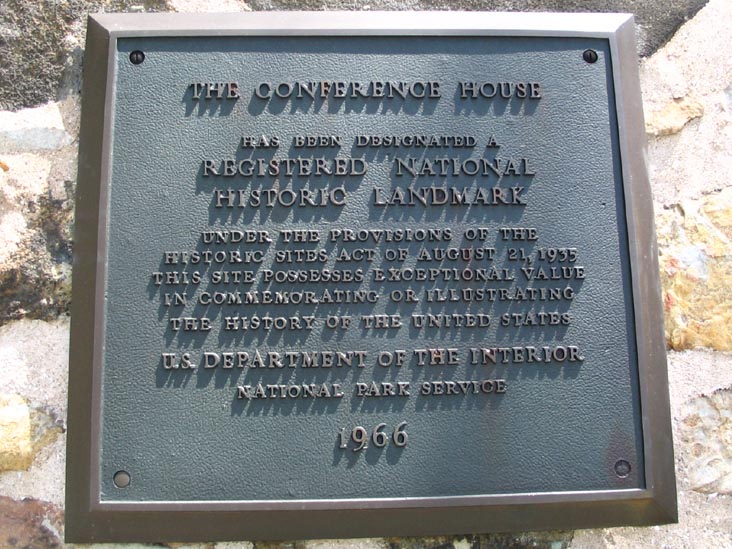 THE CONFERENCE HOUSE
HAS BEEN DESIGNATED A
REGISTERED NATIONAL
HISTORIC LANDMARK
UNDER THE PROVISIONS OF THE
HISTORIC SITES ACT OF AUGUST 21, 1935
THIS SITE POSSESSES EXCEPTIONAL VALUE
IN COMMEMORATING OR ILLUSTRATING
THE HISTORY OF THE UNITED STATES
U.S. DEPARTMENT OF THE INTERIOR
NATIONAL PARK SERVICE
1966